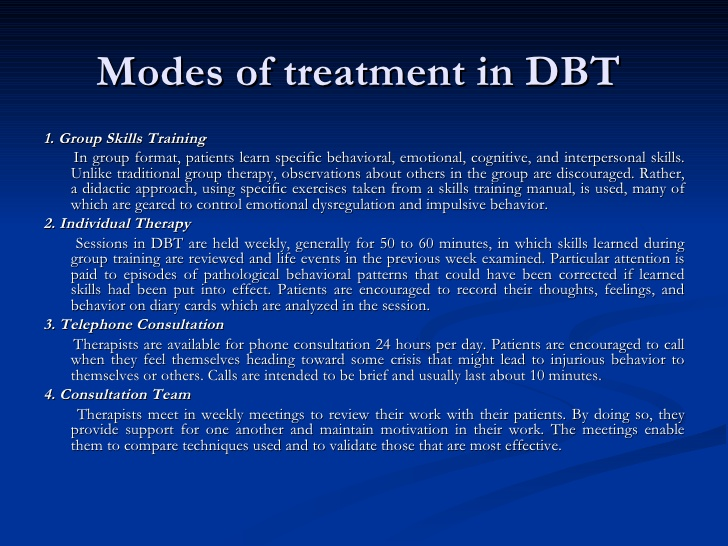 Modes of treatment in DBT
1. Group Skills Training
In group format, patients learn specific behavioral, emotional, cognitive, and interpersonal skills.
Unlike traditional group therapy, observations about others in the group are discouraged. Rather,
a didactic approach, using specific exercises taken from a skills training manual, is used, many of
which are geared to control emotional dysregulation and impulsive behavior.
2. Individual Therapy
Sessions in DBT are held weekly, generally for 50 to 60 minutes, in which skills learned during
group training are reviewed and life events in the previous week examined. Particular attention is
paid to episodes of pathological behavioral patterns that could have been corrected if learned
skills had been put into effect. Patients are encouraged to record their thoughts, feelings, and
behavior on diary cards which are analyzed in the session.
3. Telephone Consultation
Therapists are available for phone consultation 24 hours per day. Patients are encouraged to call
when they feel themselves heading toward some crisis that might lead to injurious behavior to
themselves or others. Calls are intended to be brief and usually last about 10 minutes.
4. Consultation Team
Therapists meet in weekly meetings to review their work with their patients. By doing so, they
provide support for one another and maintain motivation in their work. The meetings enable
them to compare techniques used and to validate those that are most effective.